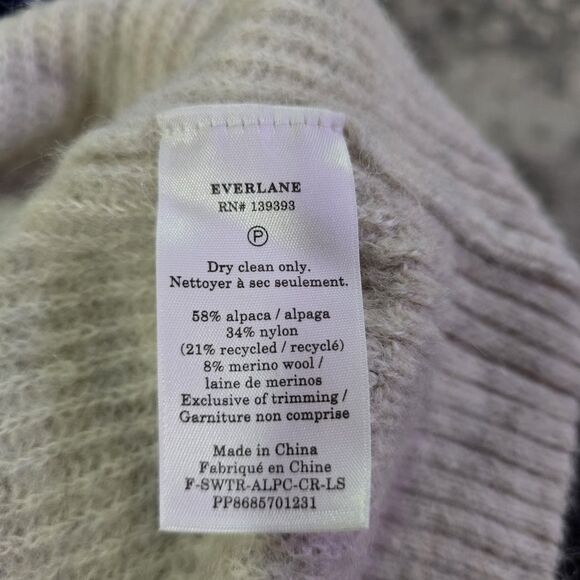 EVERLANE
RN# 139393
P
Dry clean only.
Nettoyer à sec seulement.
58% alpaca / alpaga
34% nylon
(21% recycled / recyclé)
8% merino wool /
laine de merinos
Exclusive of trimming /
Garniture non comprise
Made in China
Fabriqué en Chine
F-SWTR-ALPC-CR-LS
PP8685701231